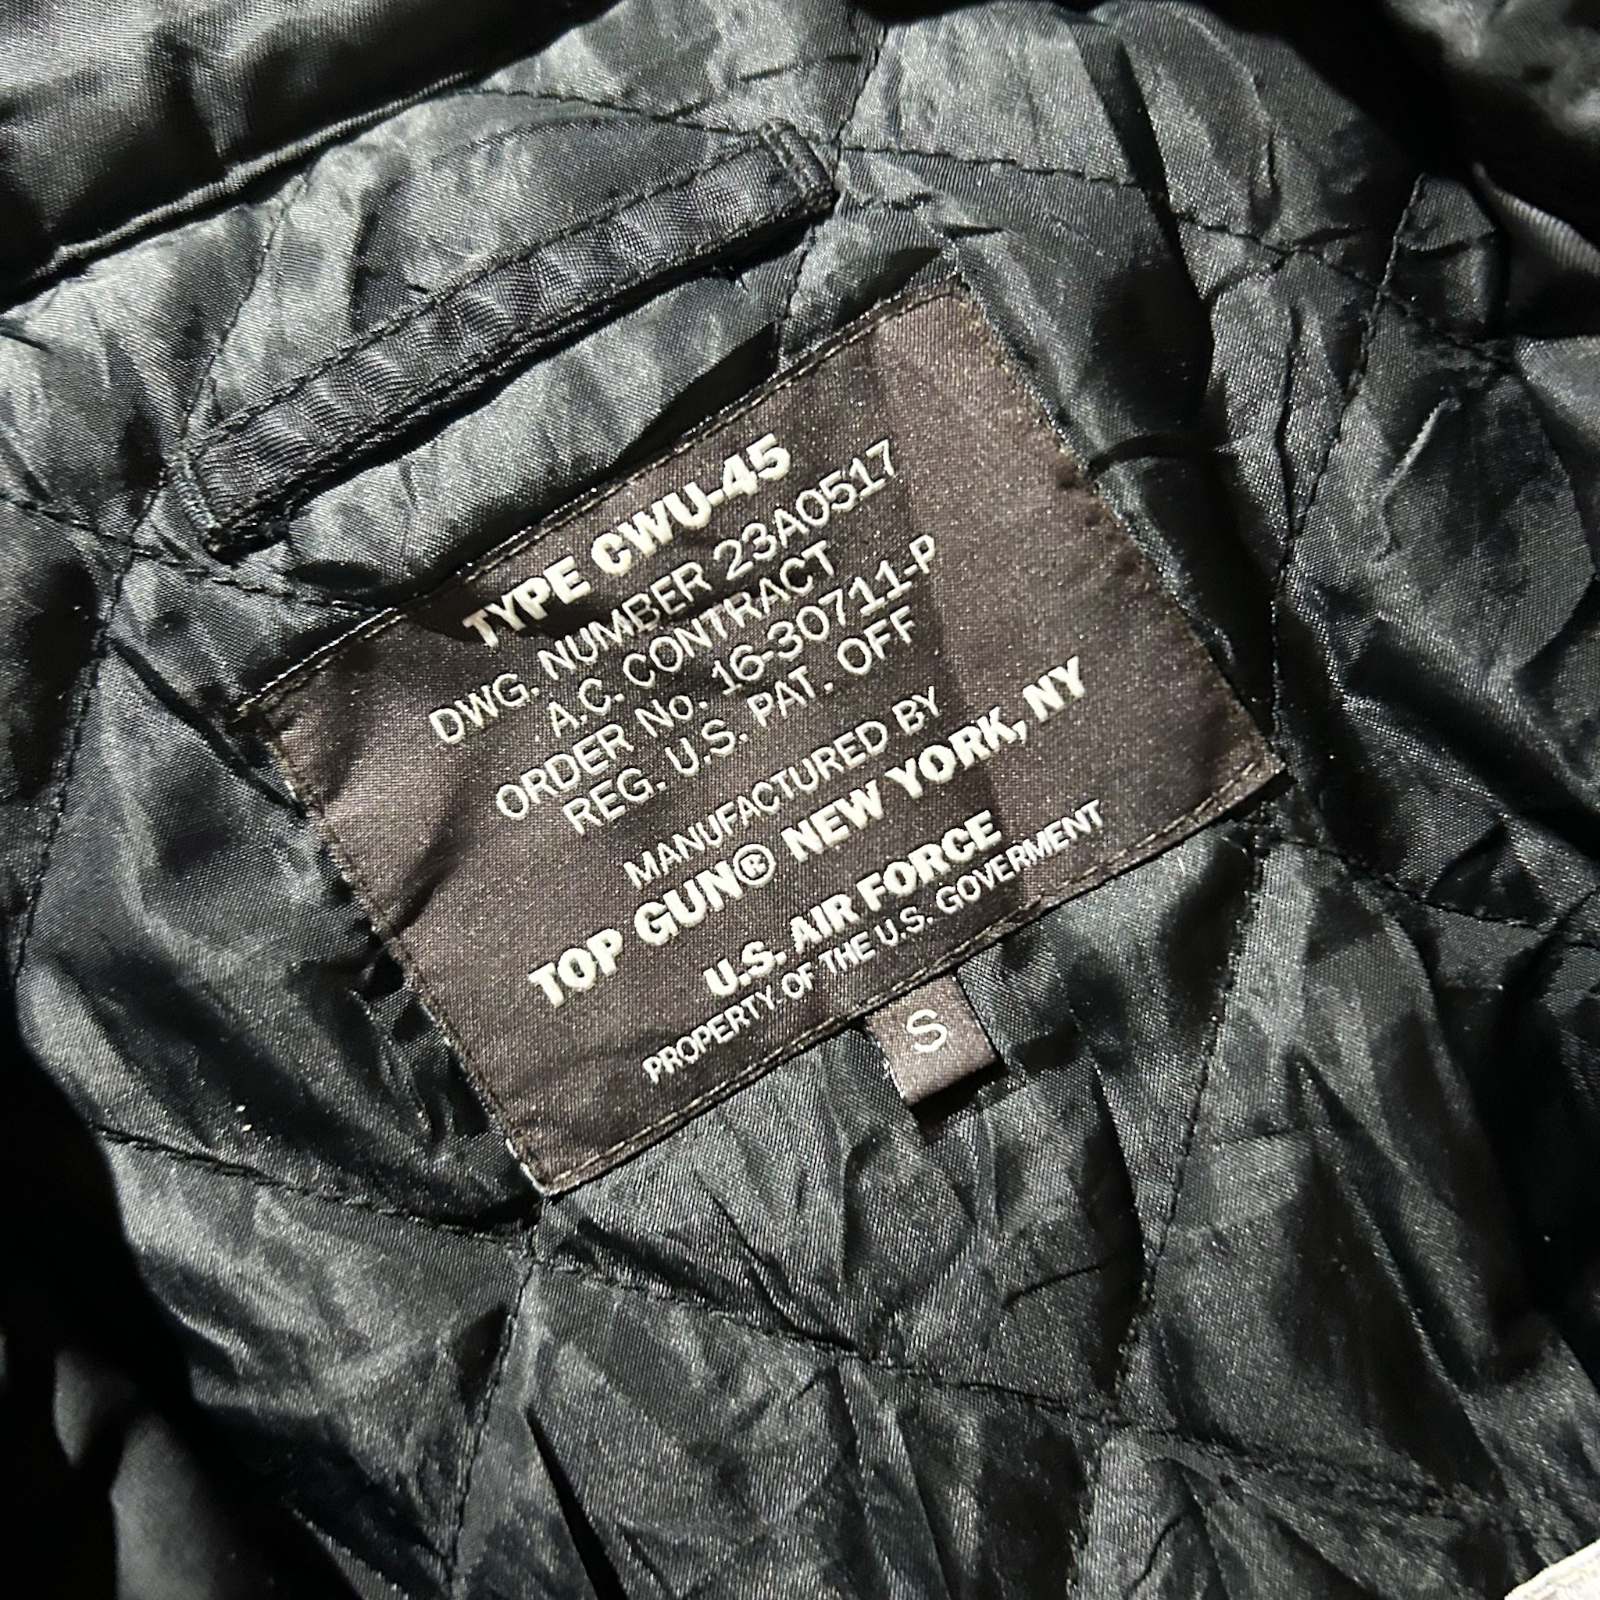 TYPE CWU-45
DWG. NUMBER 23A0517
A.C. CONTRACT
ORDER No. 16-30711-P
REG. U.S. PAT. OFF
MANUFACTURED BY
TOP GUN® NEW YORK, NY
U.S. AIR FORCE
PROPERTY OF THE U.S. GOVERMENT
S